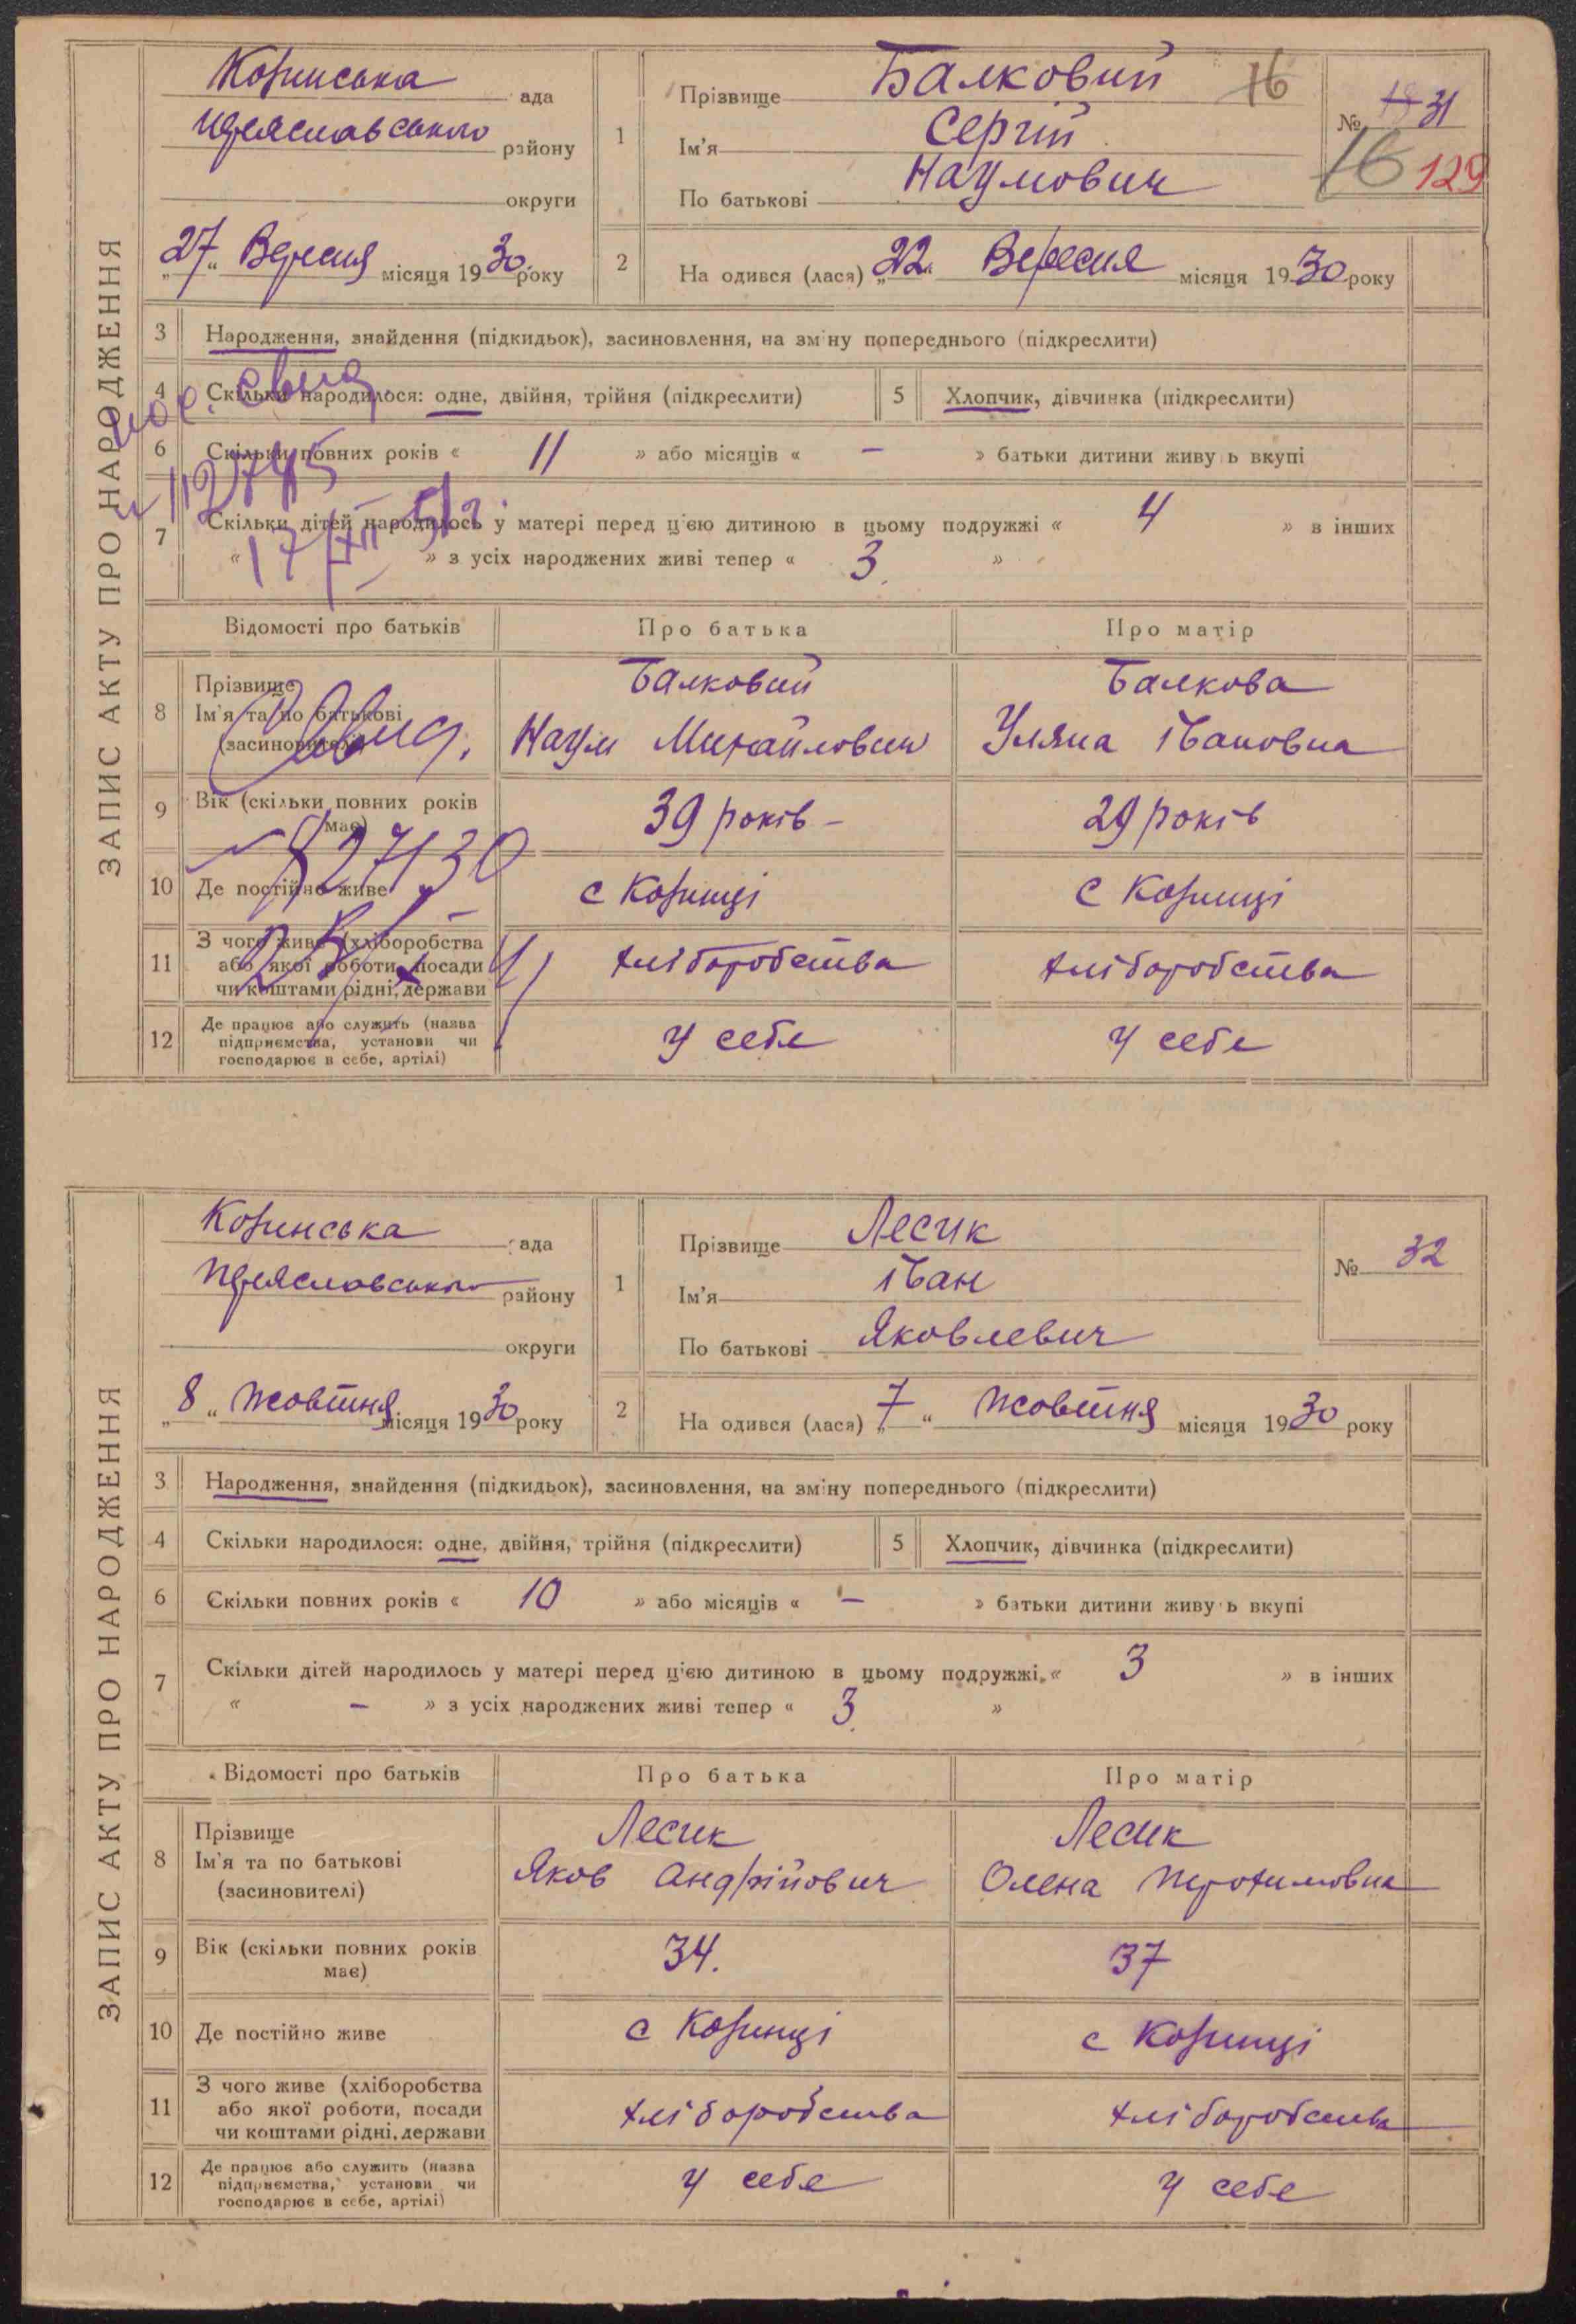 ЗАПИС АКТУ ПРО НАРОДЖЕННЯ
Коринська ада
Переяславського району
округи
„27“ Вересня місяця 1930 року
1
Прізвище Балковий 16
Ім'я Сергій
По батькові Наумович
№ 31
16 129
2 На одився (лася) „22“ Вересня місяця 1930 року
3 Народження, знайдення (підкидьок), засиновлення, на зміну попереднього (підкреслити)
4 Скільки народилося: одне, двійня, трійня (підкреслити) 5 Хлопчик, дівчинка (підкреслити)
6 Скільки повних років « 11 » або місяців « – » батьки дитини живу ь вкупі
7 Скільки дітей народилось у матері перед цією дитиною в цьому подружжі « 4 » в інших
« » з усіх народжених живі тепер « 3 »
Відомості про батьків Про батька Про матір
8 Прізвище Балковий Балкова
Ім'я та по батькові Наум Михайлович Уляна Івановна
(засиновителі)
9 Вік (скільки повних років має) 39 років – 29 років
10 Де постійно живе с Коринці с Коринці
11 З чого живе (хліборобства
або якої роботи, посади хліборобства хліборобства
чи коштами рідні, держави
12 Де працює або служить (назва
підприємства, установи чи у себе у себе
господарює в себе, артілі)
ЗАПИС АКТУ ПРО НАРОДЖЕННЯ
Коринська ада
Переяславського району
округи
„8“ жовтня місяця 1930 року
1
Прізвище Лесик
Ім'я Іван
По батькові Яковлевич
№ 32
2 На одився (лася) „7“ жовтня місяця 1930 року
3 Народження, знайдення (підкидьок), засиновлення, на зміну попереднього (підкреслити)
4 Скільки народилося: одне, двійня, трійня (підкреслити) 5 Хлопчик, дівчинка (підкреслити)
6 Скільки повних років « 10 » або місяців « – » батьки дитини живу ь вкупі
7 Скільки дітей народилось у матері перед цією дитиною в цьому подружжі « 3 » в інших
« – » з усіх народжених живі тепер « 3 »
Відомості про батьків Про батька Про матір
8 Прізвище Лесик Лесик
Ім'я та по батькові Яков Андрійович Олена
(засиновителі)
9 Вік (скільки повних років має) 34. 37
10 Де постійно живе с Коринці с Коринці
11 З чого живе (хліборобства
або якої роботи, посади хліборобства хліборобства
чи коштами рідні, держави
12 Де працює або служить (назва
підприємства, установи чи у себе у себе
господарює в себе, артілі)